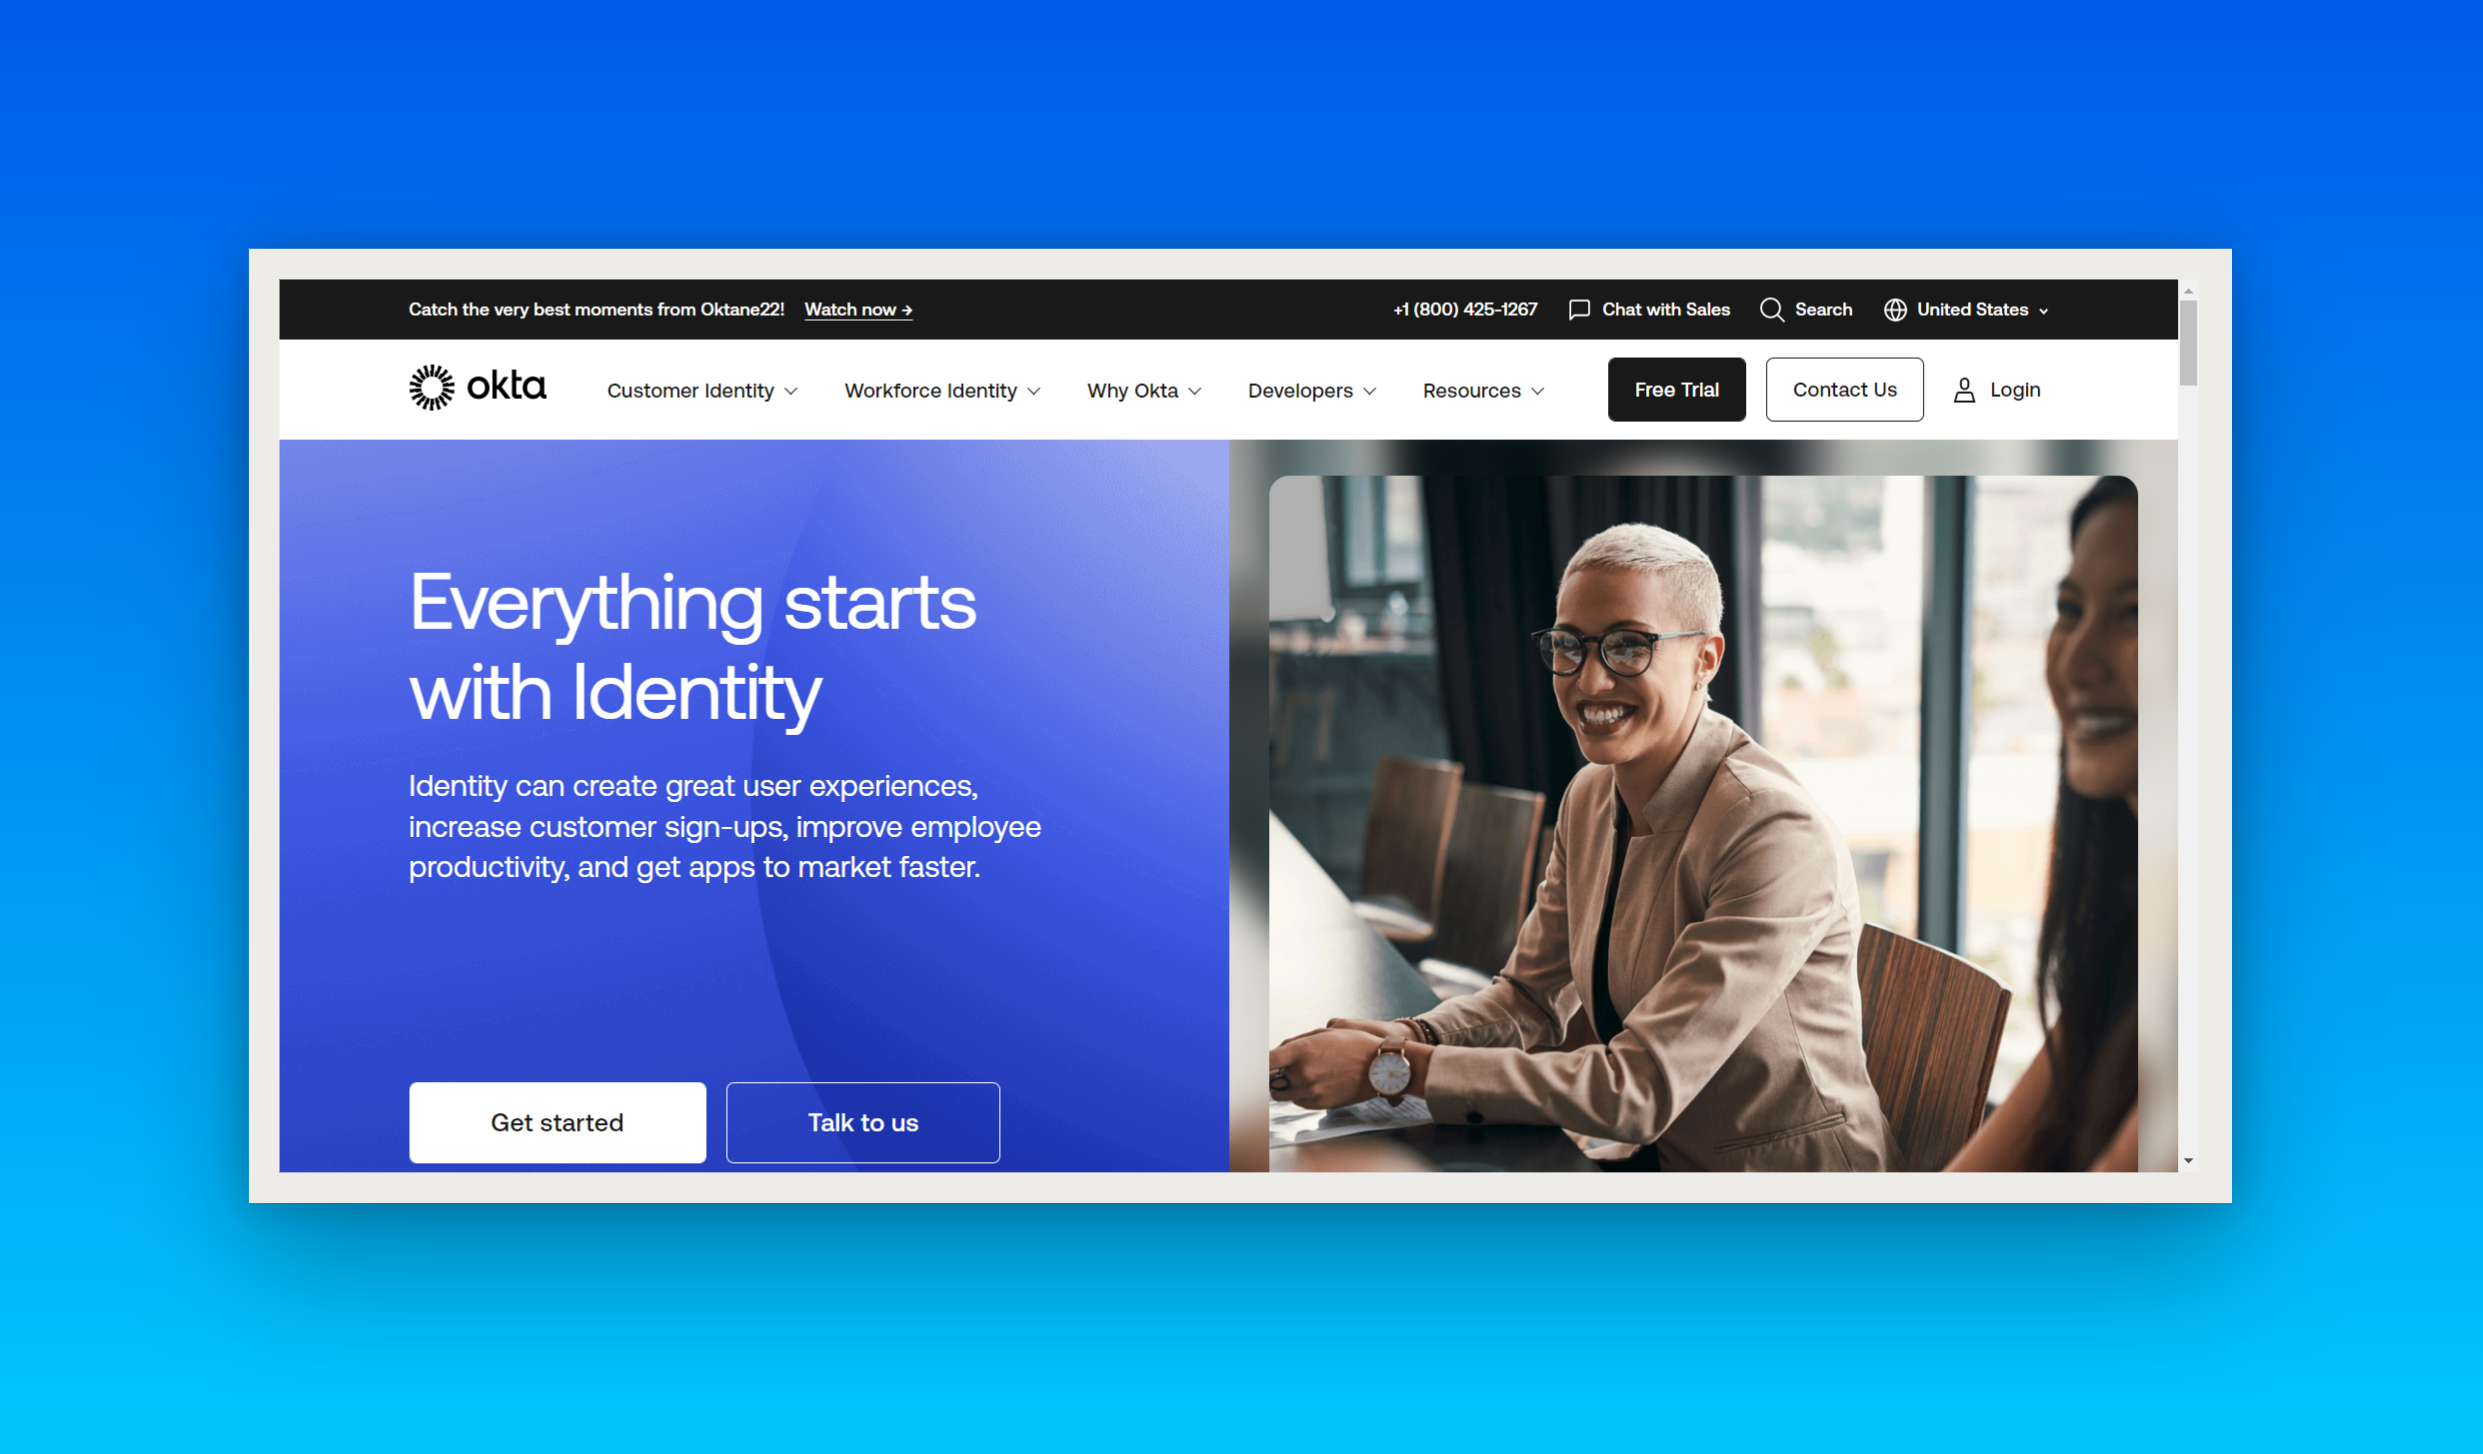 Catch the very best moments from Oktane22! Watch now → +1 (800) 425-1267 Chat with Sales Search United States
okta Customer Identity Workforce Identity Why Okta Developers Resources Free Trial Contact Us Login
Everything starts
with Identity
Identity can create great user experiences,
increase customer sign-ups, improve employee
productivity, and get apps to market faster.
Get started Talk to us